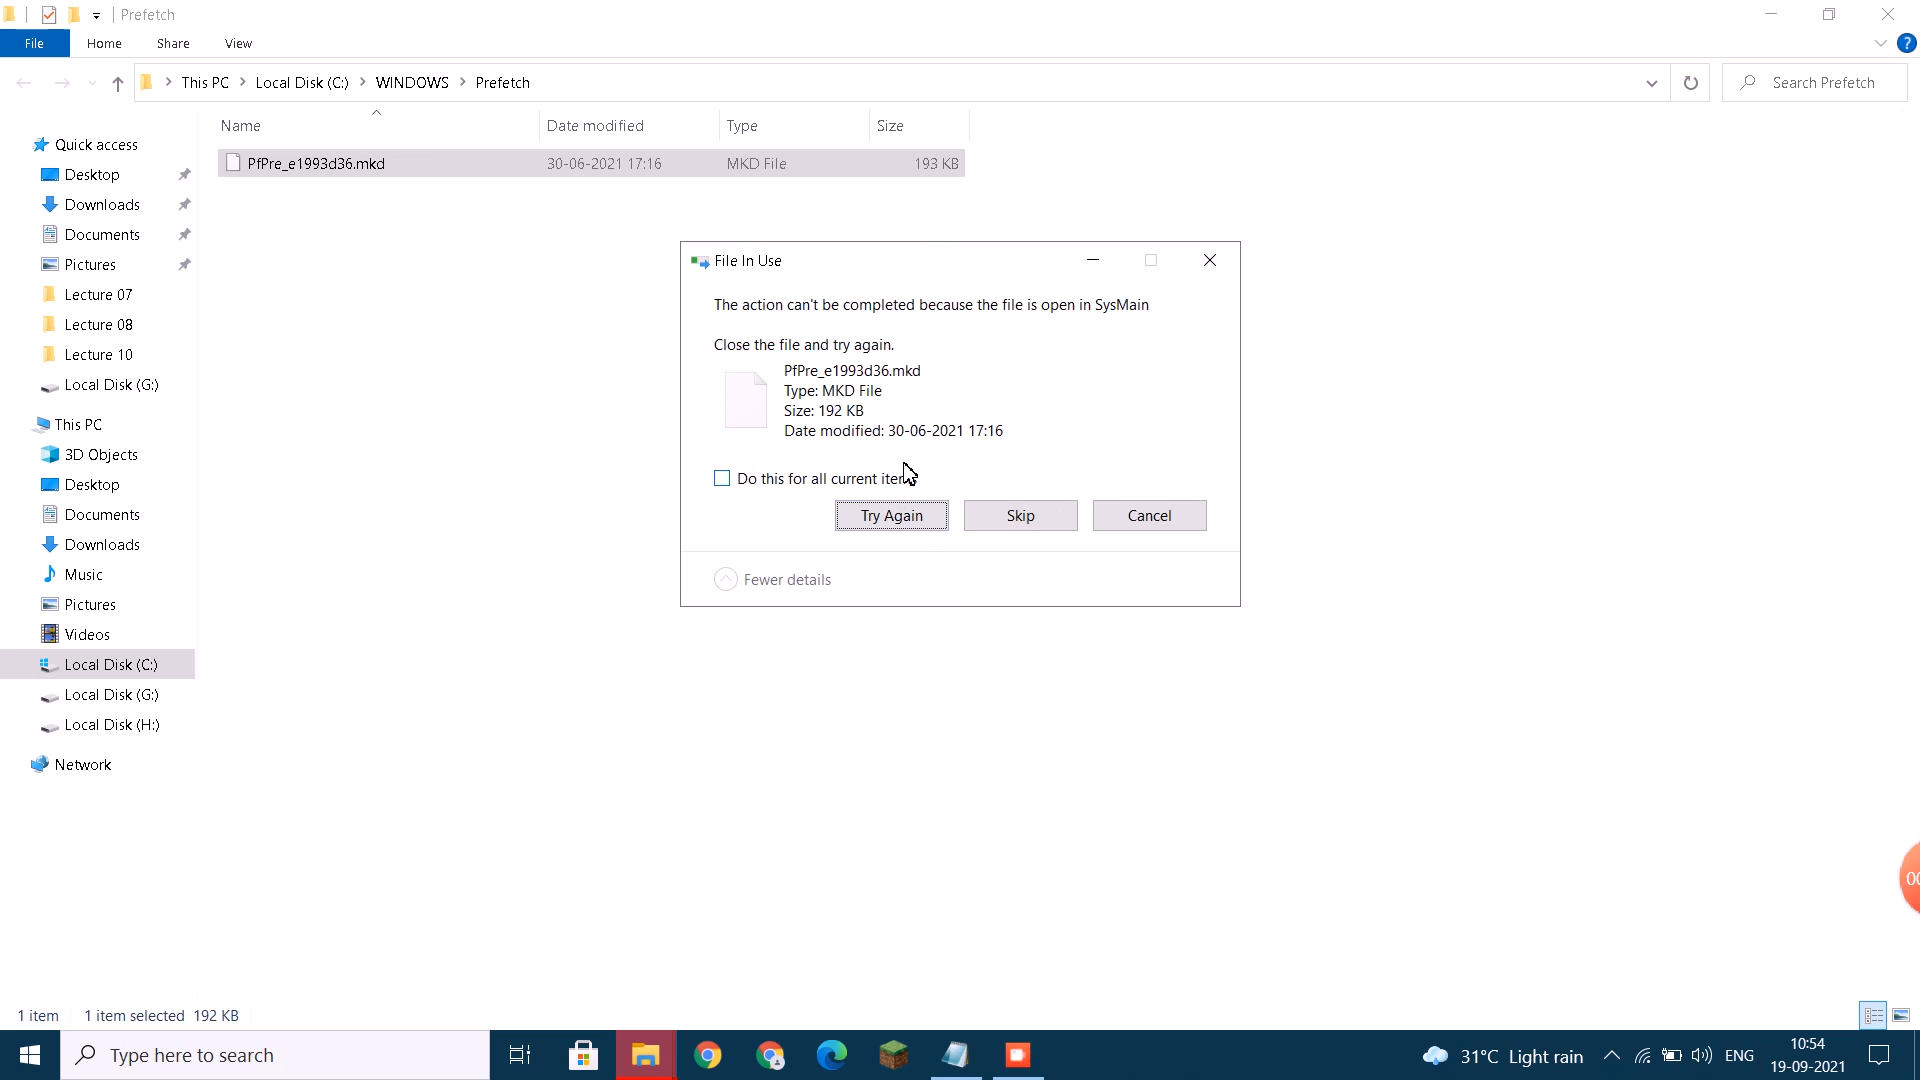 Prefetch
File Home Share View
This PC Local Disk (C:) WINDOWS Prefetch
Search Prefetch
Name Date modified Type Size
PfPre_e1993d36.mkd 30-06-2021 17:16 MKD File 193 KB
Quick access
Desktop
Downloads
Documents
Pictures
Lecture 07
Lecture 08
Lecture 10
Local Disk (G:)
This PC
3D Objects
Desktop
Documents
Downloads
Music
Pictures
Videos
Local Disk (C:)
Local Disk (G:)
Local Disk (H:)
Network
File In Use
The action can't be completed because the file is open in SysMain
Close the file and try again.
PfPre_e1993d36.mkd
Type: MKD File
Size: 192 KB
Date modified: 30-06-2021 17:16
Do this for all current
Try Again Skip Cancel
Fewer details
00
1 item 1 item selected 192 KB
Type here to search
31°C Light rain ENG
10:54
19-09-2021